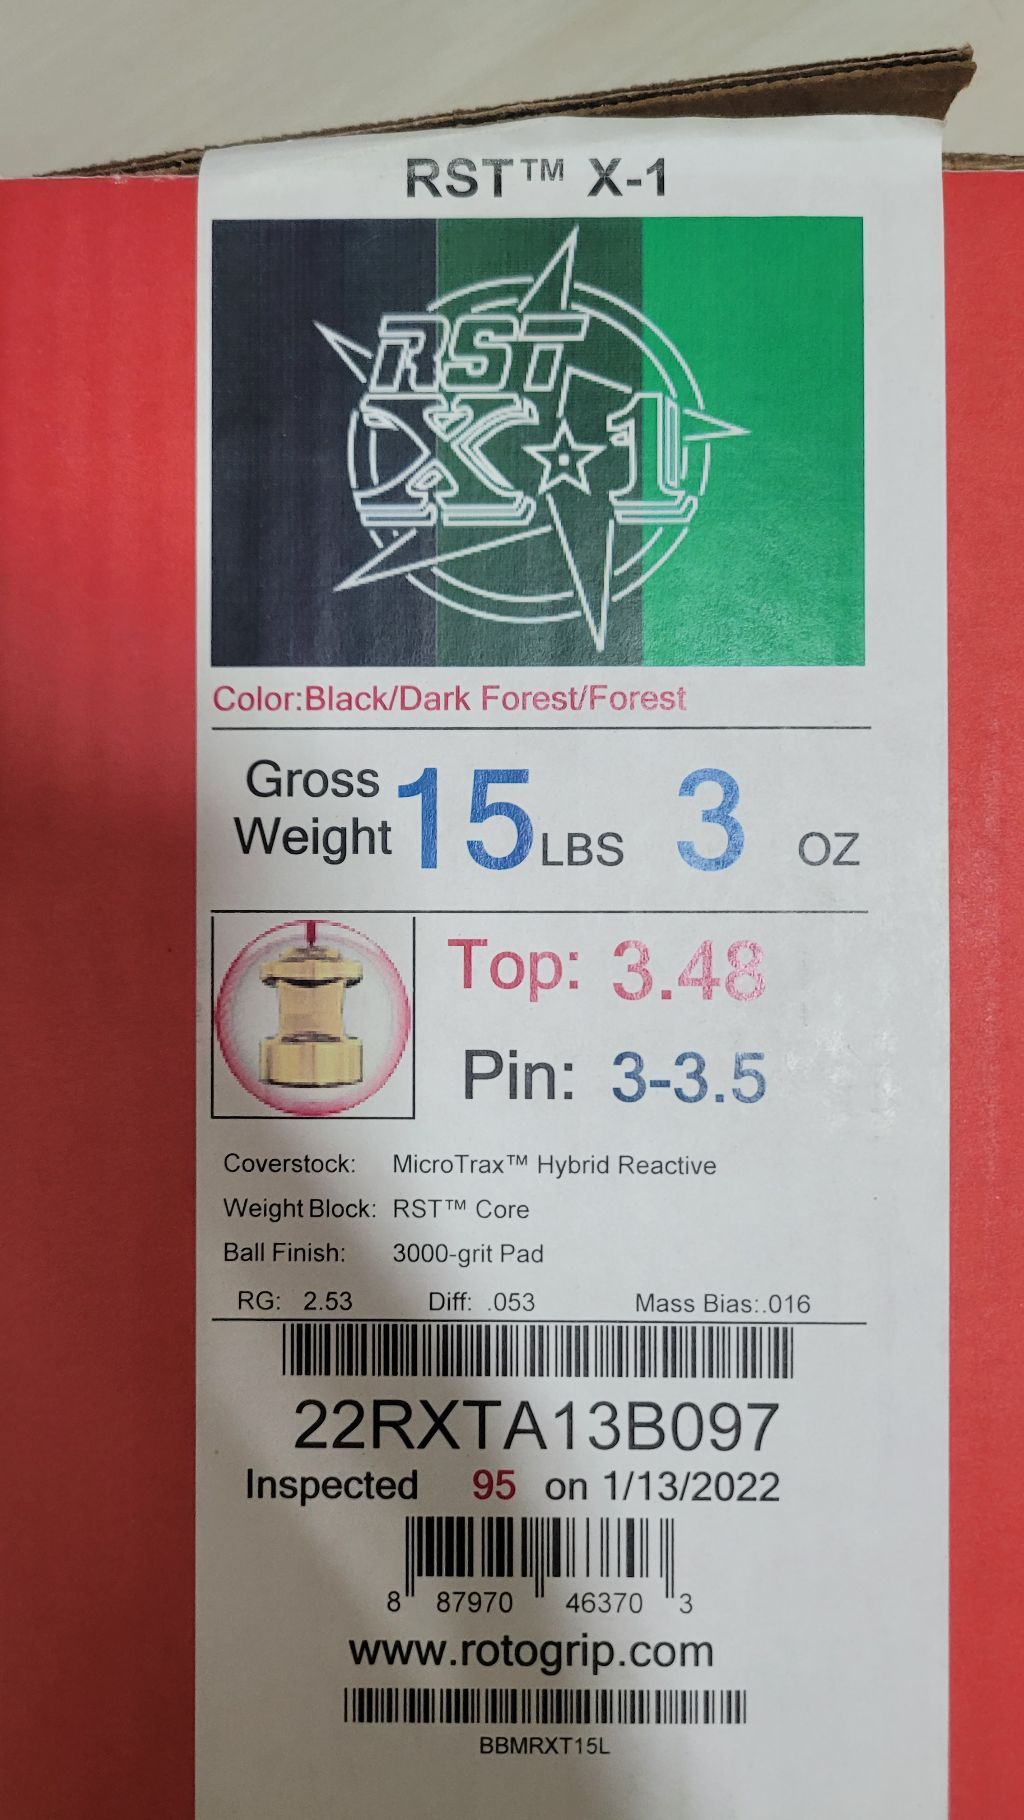 RST™ X-1
RST
X 1
Color:Black/Dark Forest/Forest
Gross Weight 15 LBS 3 OZ
Top: 3.48
Pin: 3-3.5
Coverstock: MicroTrax™ Hybrid Reactive
Weight Block: RST™ Core
Ball Finish: 3000-grit Pad
RG: 2.53 Diff: .053 Mass Bias:.016
22RXTA13B097
Inspected 95 on 1/13/2022
8 87970 46370 3
www.rotogrip.com
BBMRXT15L